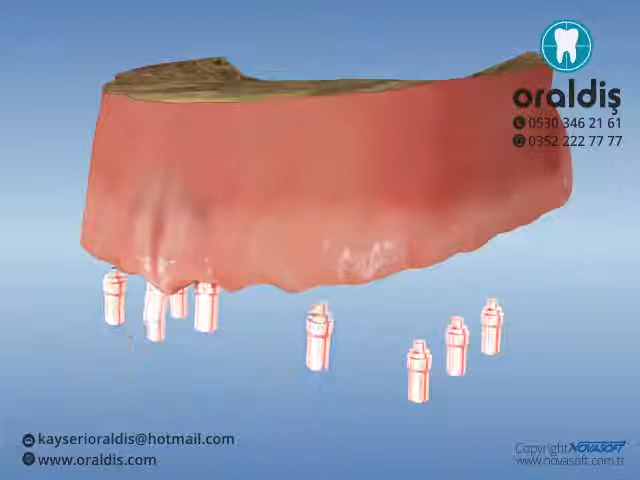 oraldiş
0530 346 21 61
0352 222 77 77
kayserioraldis@hotmail.com
www.oraldis.com
Copyright NOVASOFT
www.novasoft.com.tr